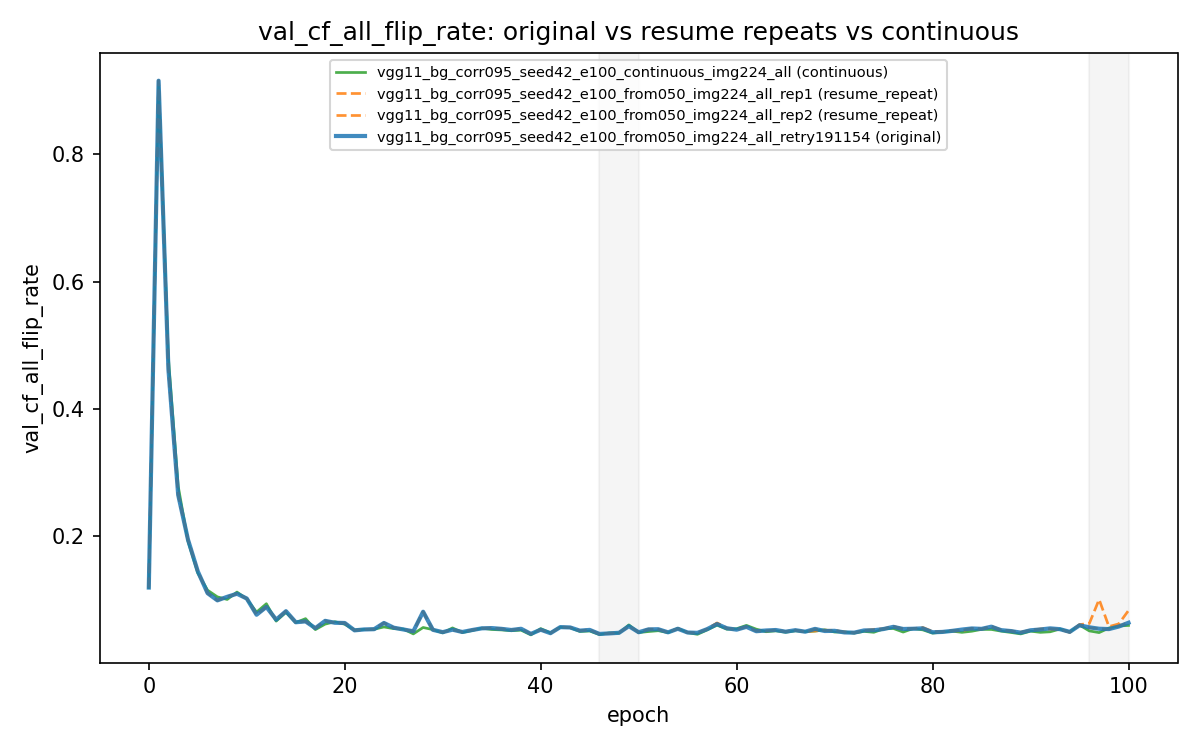 val_cf_all_flip_rate: original vs resume repeats vs continuous
vgg11_bg_corr095_seed42_e100_continuous_img224_all (continuous)
vgg11_bg_corr095_seed42_e100_from050_img224_all_rep1 (resume_repeat)
vgg11_bg_corr095_seed42_e100_from050_img224_all_rep2 (resume_repeat)
vgg11_bg_corr095_seed42_e100_from050_img224_all_retry191154 (original)
val_cf_all_flip_rate
0.8
0.6
0.4
0.2
0 20 40 60 80 100
epoch